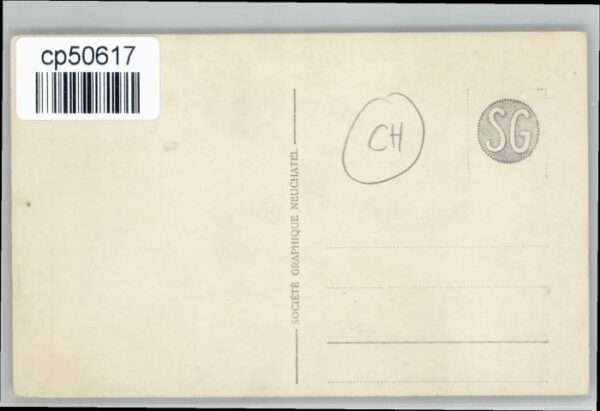 cp50617
CH
SG
SOCIÉTÉ GRAPHIQUE NEUCHATEL